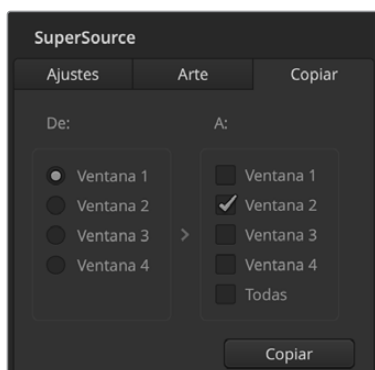 SuperSource
Ajustes Arte Copiar
De: A:
Ventana 1 Ventana 1
Ventana 2 Ventana 2
Ventana 3 > Ventana 3
Ventana 4 Ventana 4
Todas
Copiar